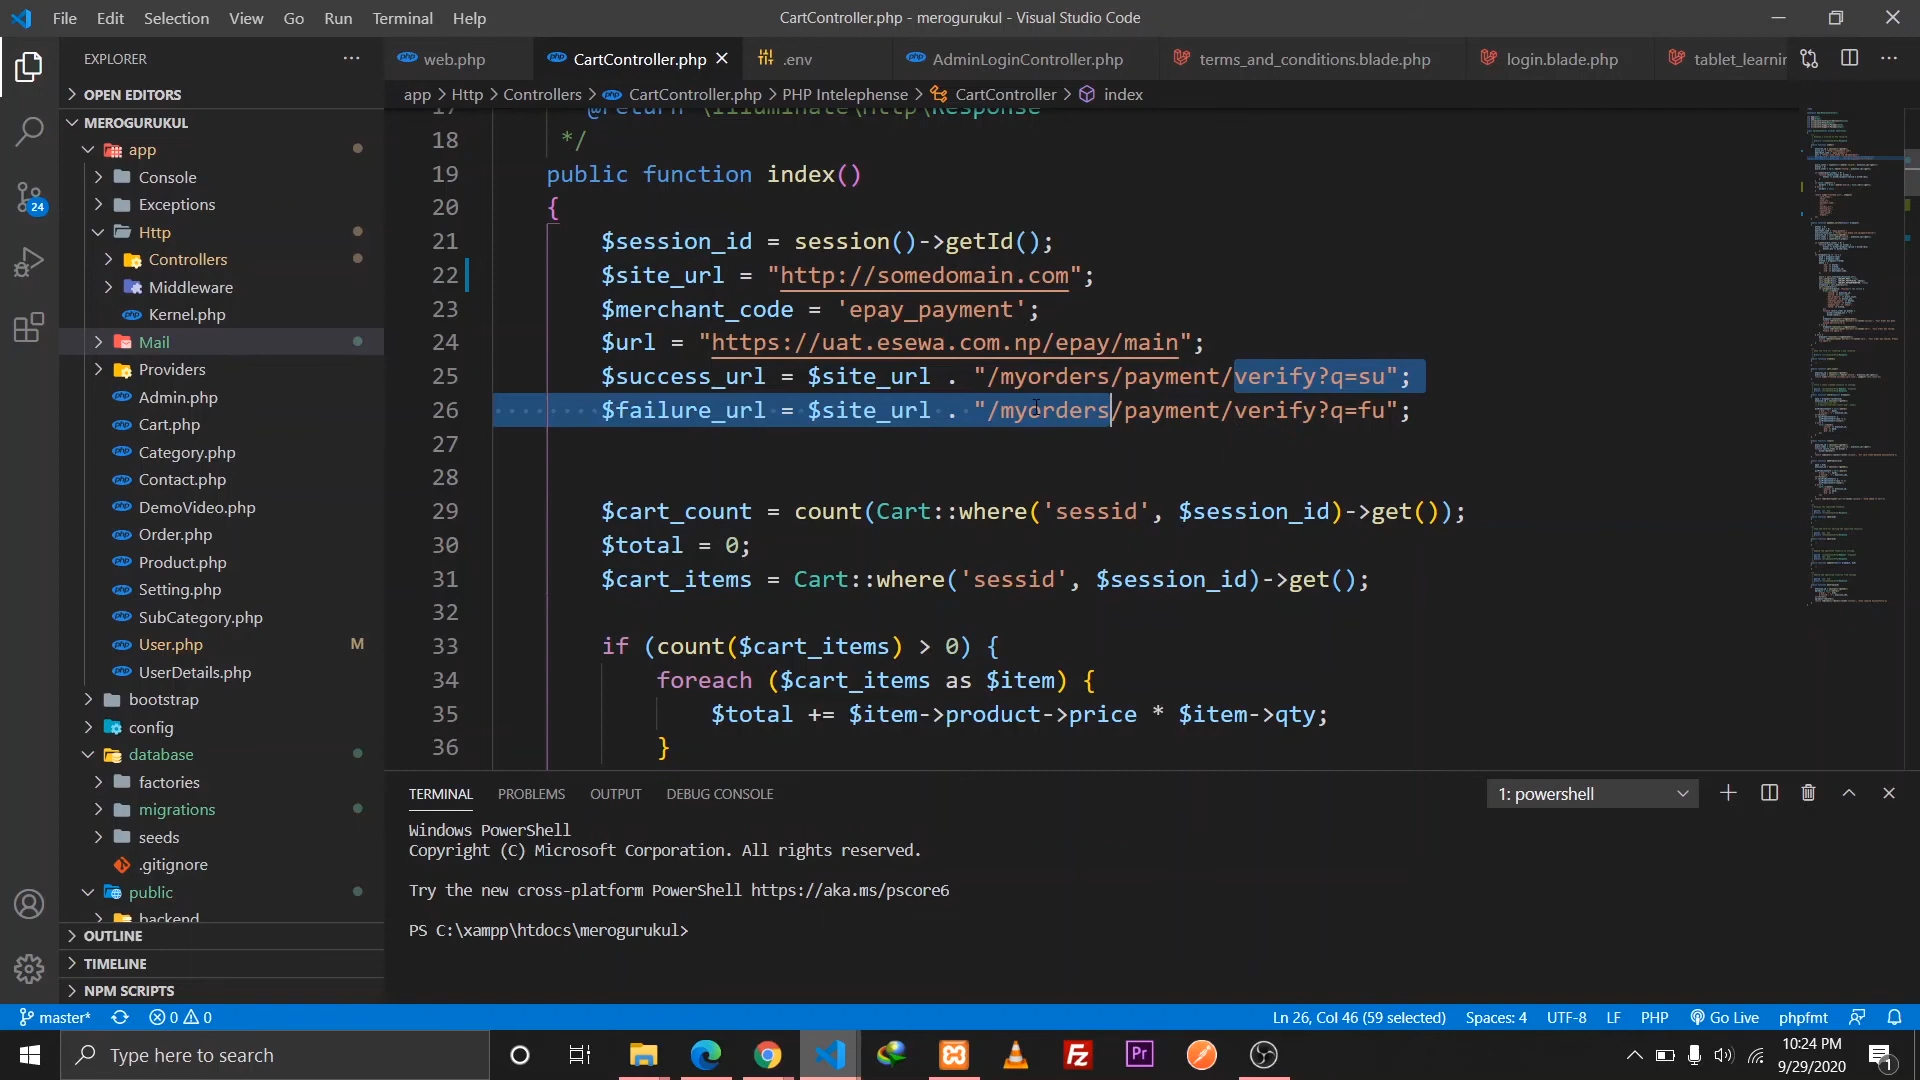 File Edit Selection View Go Run Terminal Help
CartController.php - merogurukul - Visual Studio Code
EXPLORER
web.php
CartController.php
.env
AdminLoginController.php
terms_and_conditions.blade.php
login.blade.php
tablet_learnin
OPEN EDITORS
MEROGURUKUL
app
Console
Exceptions
Http
Controllers
Middleware
Kernel.php
Mail
Providers
Admin.php
Cart.php
Category.php
Contact.php
DemoVideo.php
Order.php
Product.php
Setting.php
SubCategory.php
User.php M
UserDetails.php
bootstrap
config
database
factories
migrations
seeds
.gitignore
public
backend
OUTLINE
TIMELINE
NPM SCRIPTS
24
app > Http > Controllers > CartController.php > PHP Intelephense > CartController > index
17 @return \Illuminate\Http\Response
18 */
19 public function index()
20 {
21 $session_id = session()->getId();
22 $site_url = "http://somedomain.com";
23 $merchant_code = 'epay_payment';
24 $url = "https://uat.esewa.com.np/epay/main";
25 $success_url = $site_url . "/myorders/payment/verify?q=su";
26 $failure_url = $site_url . "/myorders/payment/verify?q=fu";
27
28
29 $cart_count = count(Cart::where('sessid', $session_id)->get());
30 $total = 0;
31 $cart_items = Cart::where('sessid', $session_id)->get();
32
33 if (count($cart_items) > 0) {
34 foreach ($cart_items as $item) {
35 $total += $item->product->price * $item->qty;
36 }
TERMINAL PROBLEMS OUTPUT DEBUG CONSOLE
1: powershell
Windows PowerShell
Copyright (C) Microsoft Corporation. All rights reserved.
Try the new cross-platform PowerShell https://aka.ms/pscore6
PS C:\xampp\htdocs\merogurukul>
master* 0 0
Ln 26, Col 46 (59 selected) Spaces: 4 UTF-8 LF PHP Go Live phpfmt
Type here to search
Pr
Fz
10:24 PM
9/29/2020
1